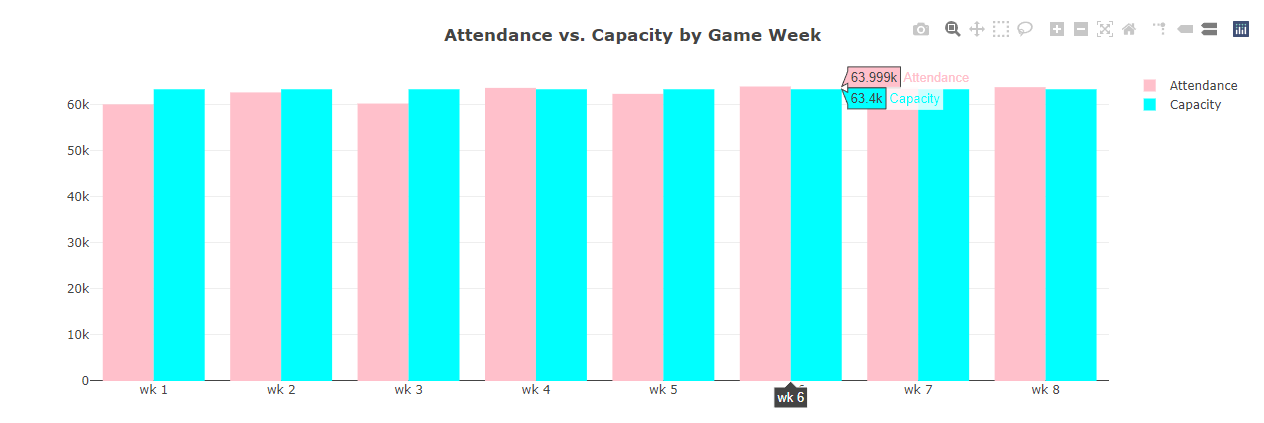 Attendance vs. Capacity by Game Week
63.999k Attendance
63.4k Capacity
Attendance
Capacity
60k
50k
40k
30k
20k
10k
0
wk 1
wk 2
wk 3
wk 4
wk 5
wk 6
wk 7
wk 8